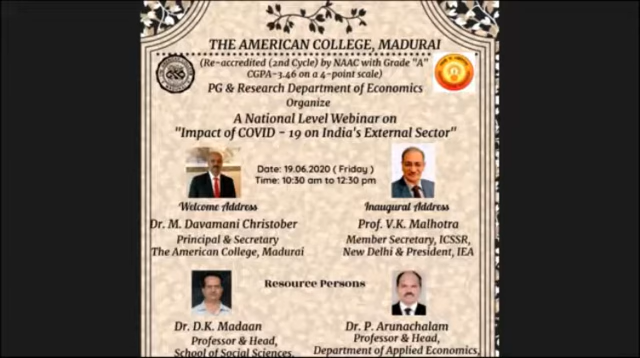 THE AMERICAN COLLEGE, MADURAI
(Re-accredited (2nd Cycle) by NAAC with Grade "A"
CGPA-3.46 on a 4-point scale)
PG & Research Department of Economics
Organize
A National Level Webinar on
"Impact of COVID - 19 on India's External Sector"
Date: 19.06.2020 ( Friday )
Time: 10:30 am to 12:30 pm
Welcome Address
Dr. M. Davamani Christober
Principal & Secretary
The American College, Madurai
Inaugural Address
Prof. V.K. Malhotra
Member Secretary, ICSSR,
New Delhi & President, IEA
Resource Persons
Dr. D.K. Madaan
Professor & Head,
School of Social Sciences,
Dr. P. Arunachalam
Professor & Head,
Department of Applied Economics,